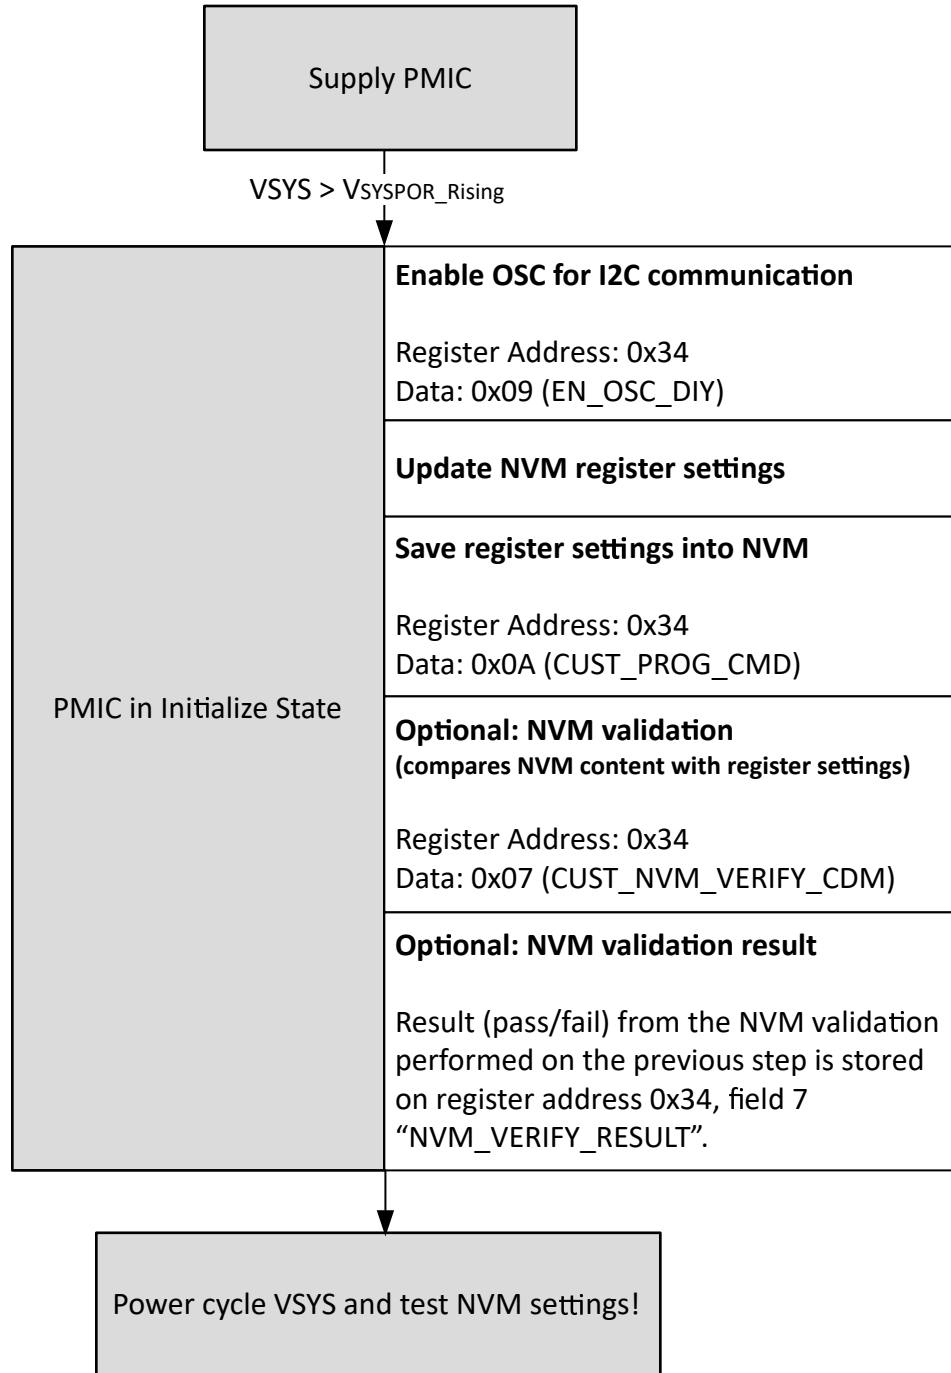 Supply PMIC
VSYS > VSYSPOR_Rising
PMIC in Initialize State
Enable OSC for I2C communication
Register Address: 0x34
Data: 0x09 (EN_OSC_DIY)
Update NVM register settings
Save register settings into NVM
Register Address: 0x34
Data: 0x0A (CUST_PROG_CMD)
Optional: NVM validation
(compares NVM content with register settings)
Register Address: 0x34
Data: 0x07 (CUST_NVM_VERIFY_CDM)
Optional: NVM validation result
Result (pass/fail) from the NVM validation
performed on the previous step is stored
on register address 0x34, field 7
“NVM_VERIFY_RESULT”.
Power cycle VSYS and test NVM settings!